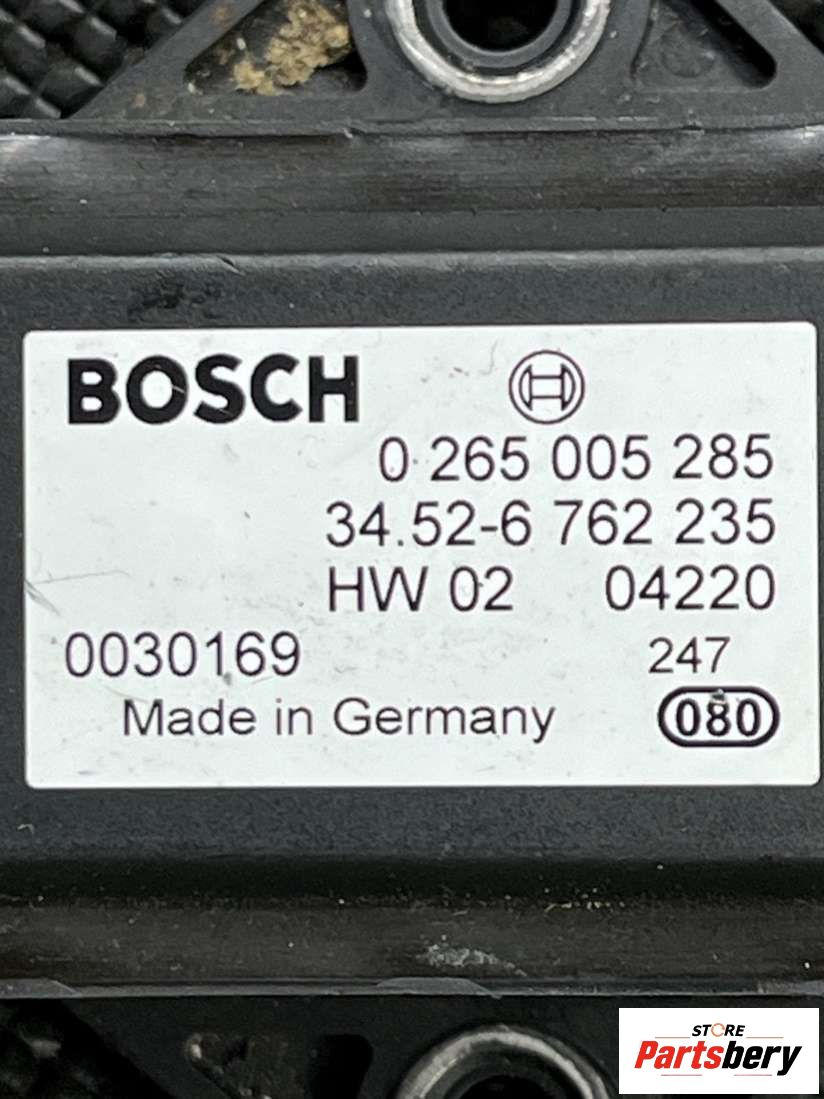 BOSCH
0 265 005 285
34.52-6 762 235
HW 02 04220
0030169 247
Made in Germany 080
STORE
Partsbery